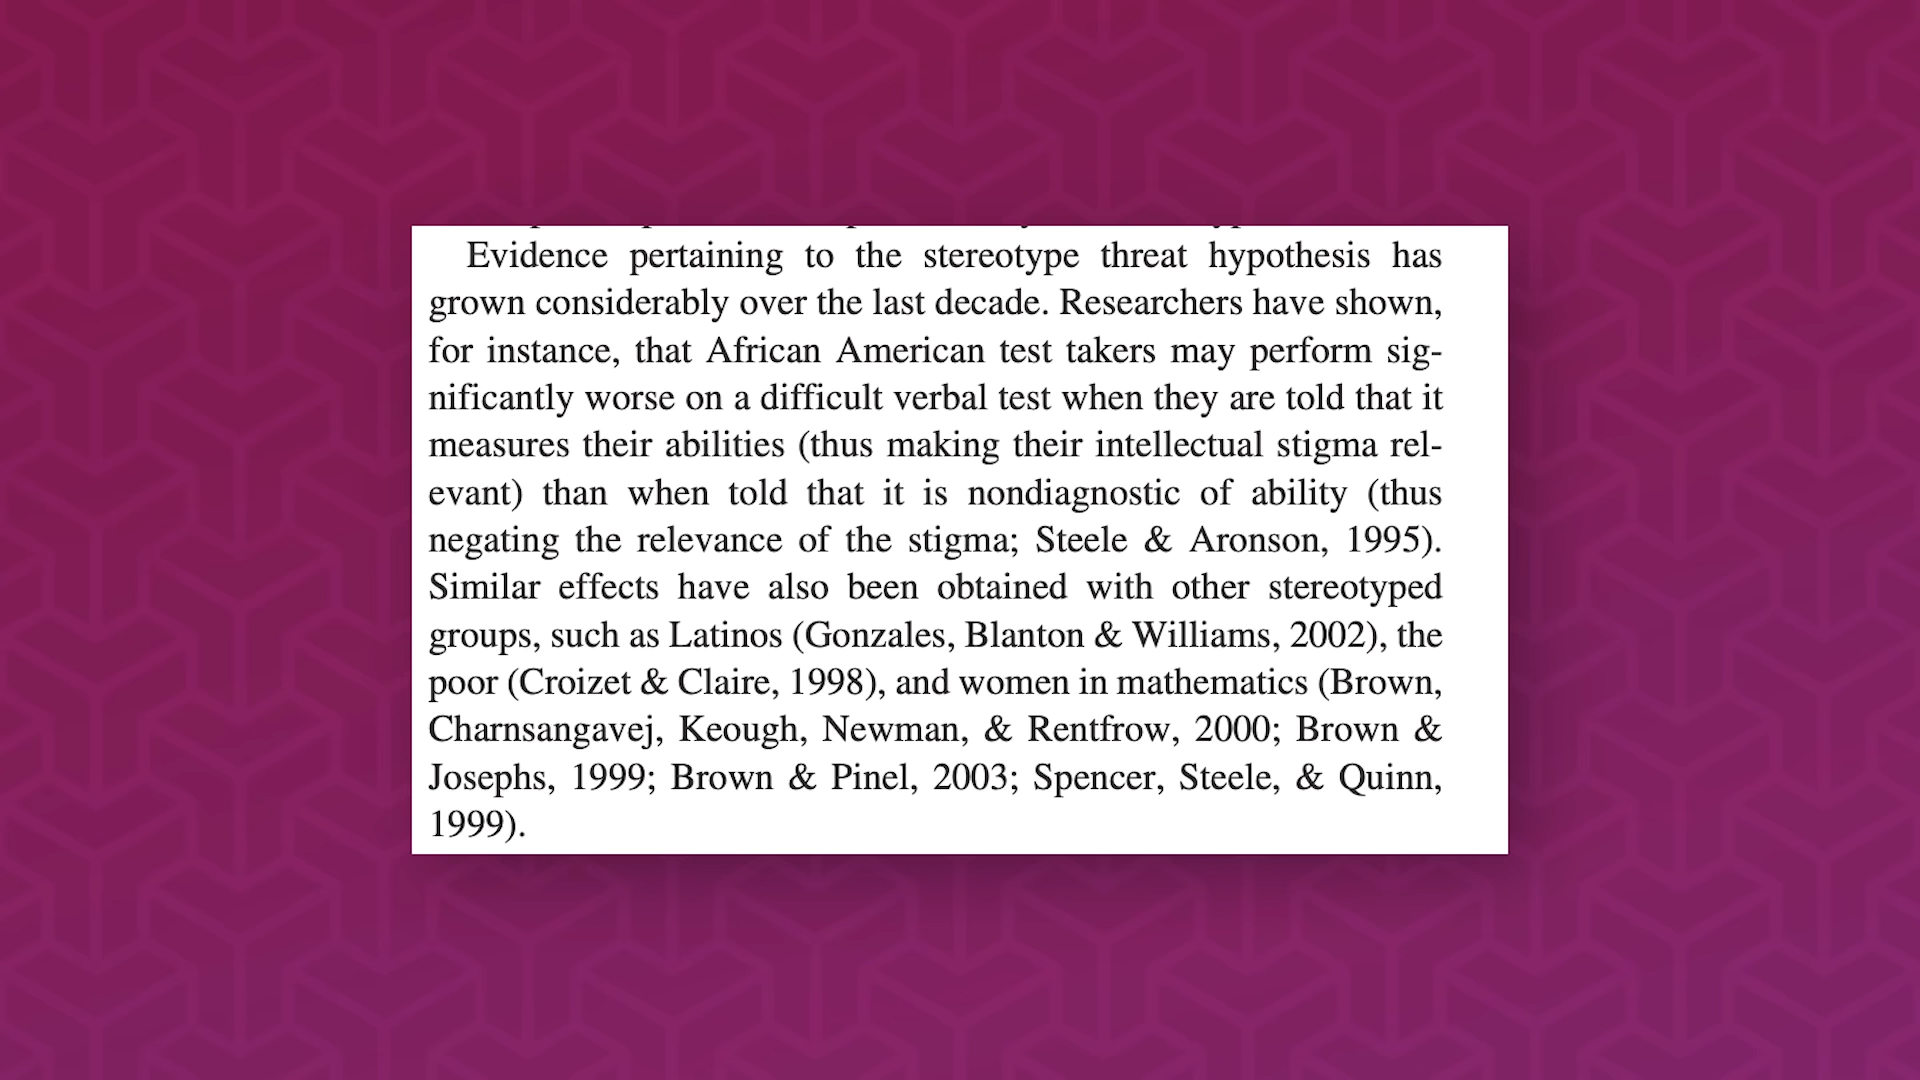 Evidence pertaining to the stereotype threat hypothesis has
grown considerably over the last decade. Researchers have shown,
for instance, that African American test takers may perform sig-
nificantly worse on a difficult verbal test when they are told that it
measures their abilities (thus making their intellectual stigma rel-
evant) than when told that it is nondiagnostic of ability (thus
negating the relevance of the stigma; Steele & Aronson, 1995).
Similar effects have also been obtained with other stereotyped
groups, such as Latinos (Gonzales, Blanton & Williams, 2002), the
poor (Croizet & Claire, 1998), and women in mathematics (Brown,
Charnsangavej, Keough, Newman, & Rentfrow, 2000; Brown &
Josephs, 1999; Brown & Pinel, 2003; Spencer, Steele, & Quinn,
1999).